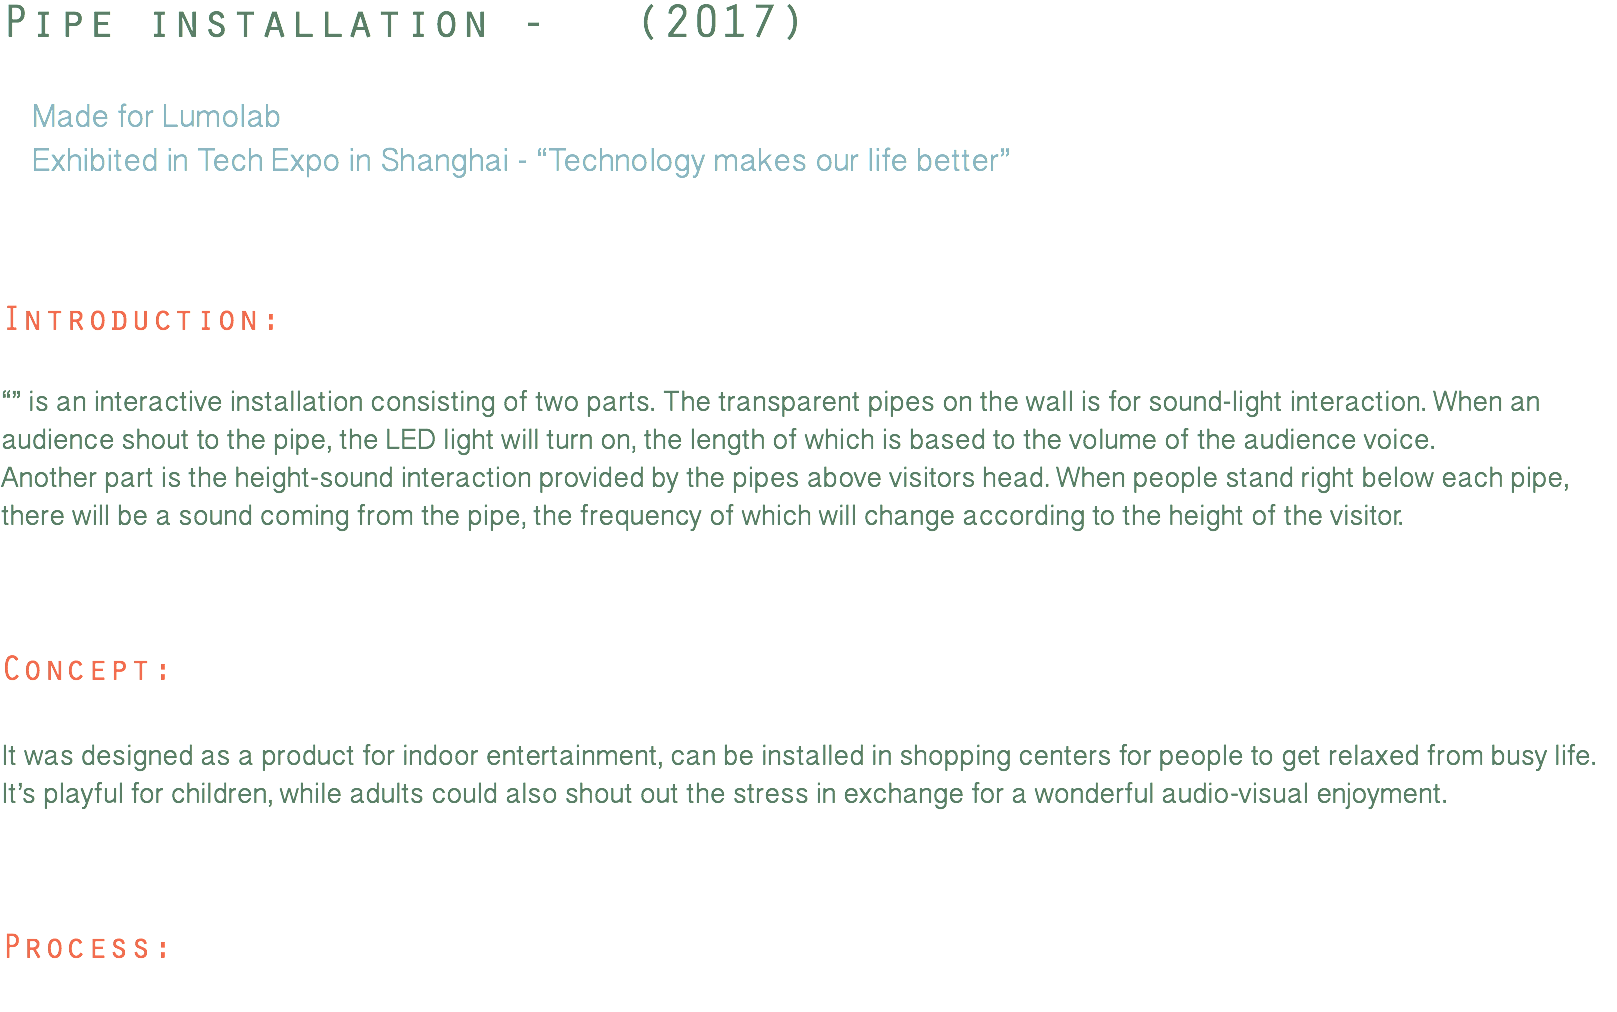 Pipe installation - (2017)
Made for Lumolab
Exhibited in Tech Expo in Shanghai - “Technology makes our life better”
Introduction:
“” is an interactive installation consisting of two parts. The transparent pipes on the wall is for sound-light interaction. When an
audience shout to the pipe, the LED light will turn on, the length of which is based to the volume of the audience voice.
Another part is the height-sound interaction provided by the pipes above visitors head. When people stand right below each pipe,
there will be a sound coming from the pipe, the frequency of which will change according to the height of the visitor.
Concept:
It was designed as a product for indoor entertainment, can be installed in shopping centers for people to get relaxed from busy life.
It’s playful for children, while adults could also shout out the stress in exchange for a wonderful audio-visual enjoyment.
Process: